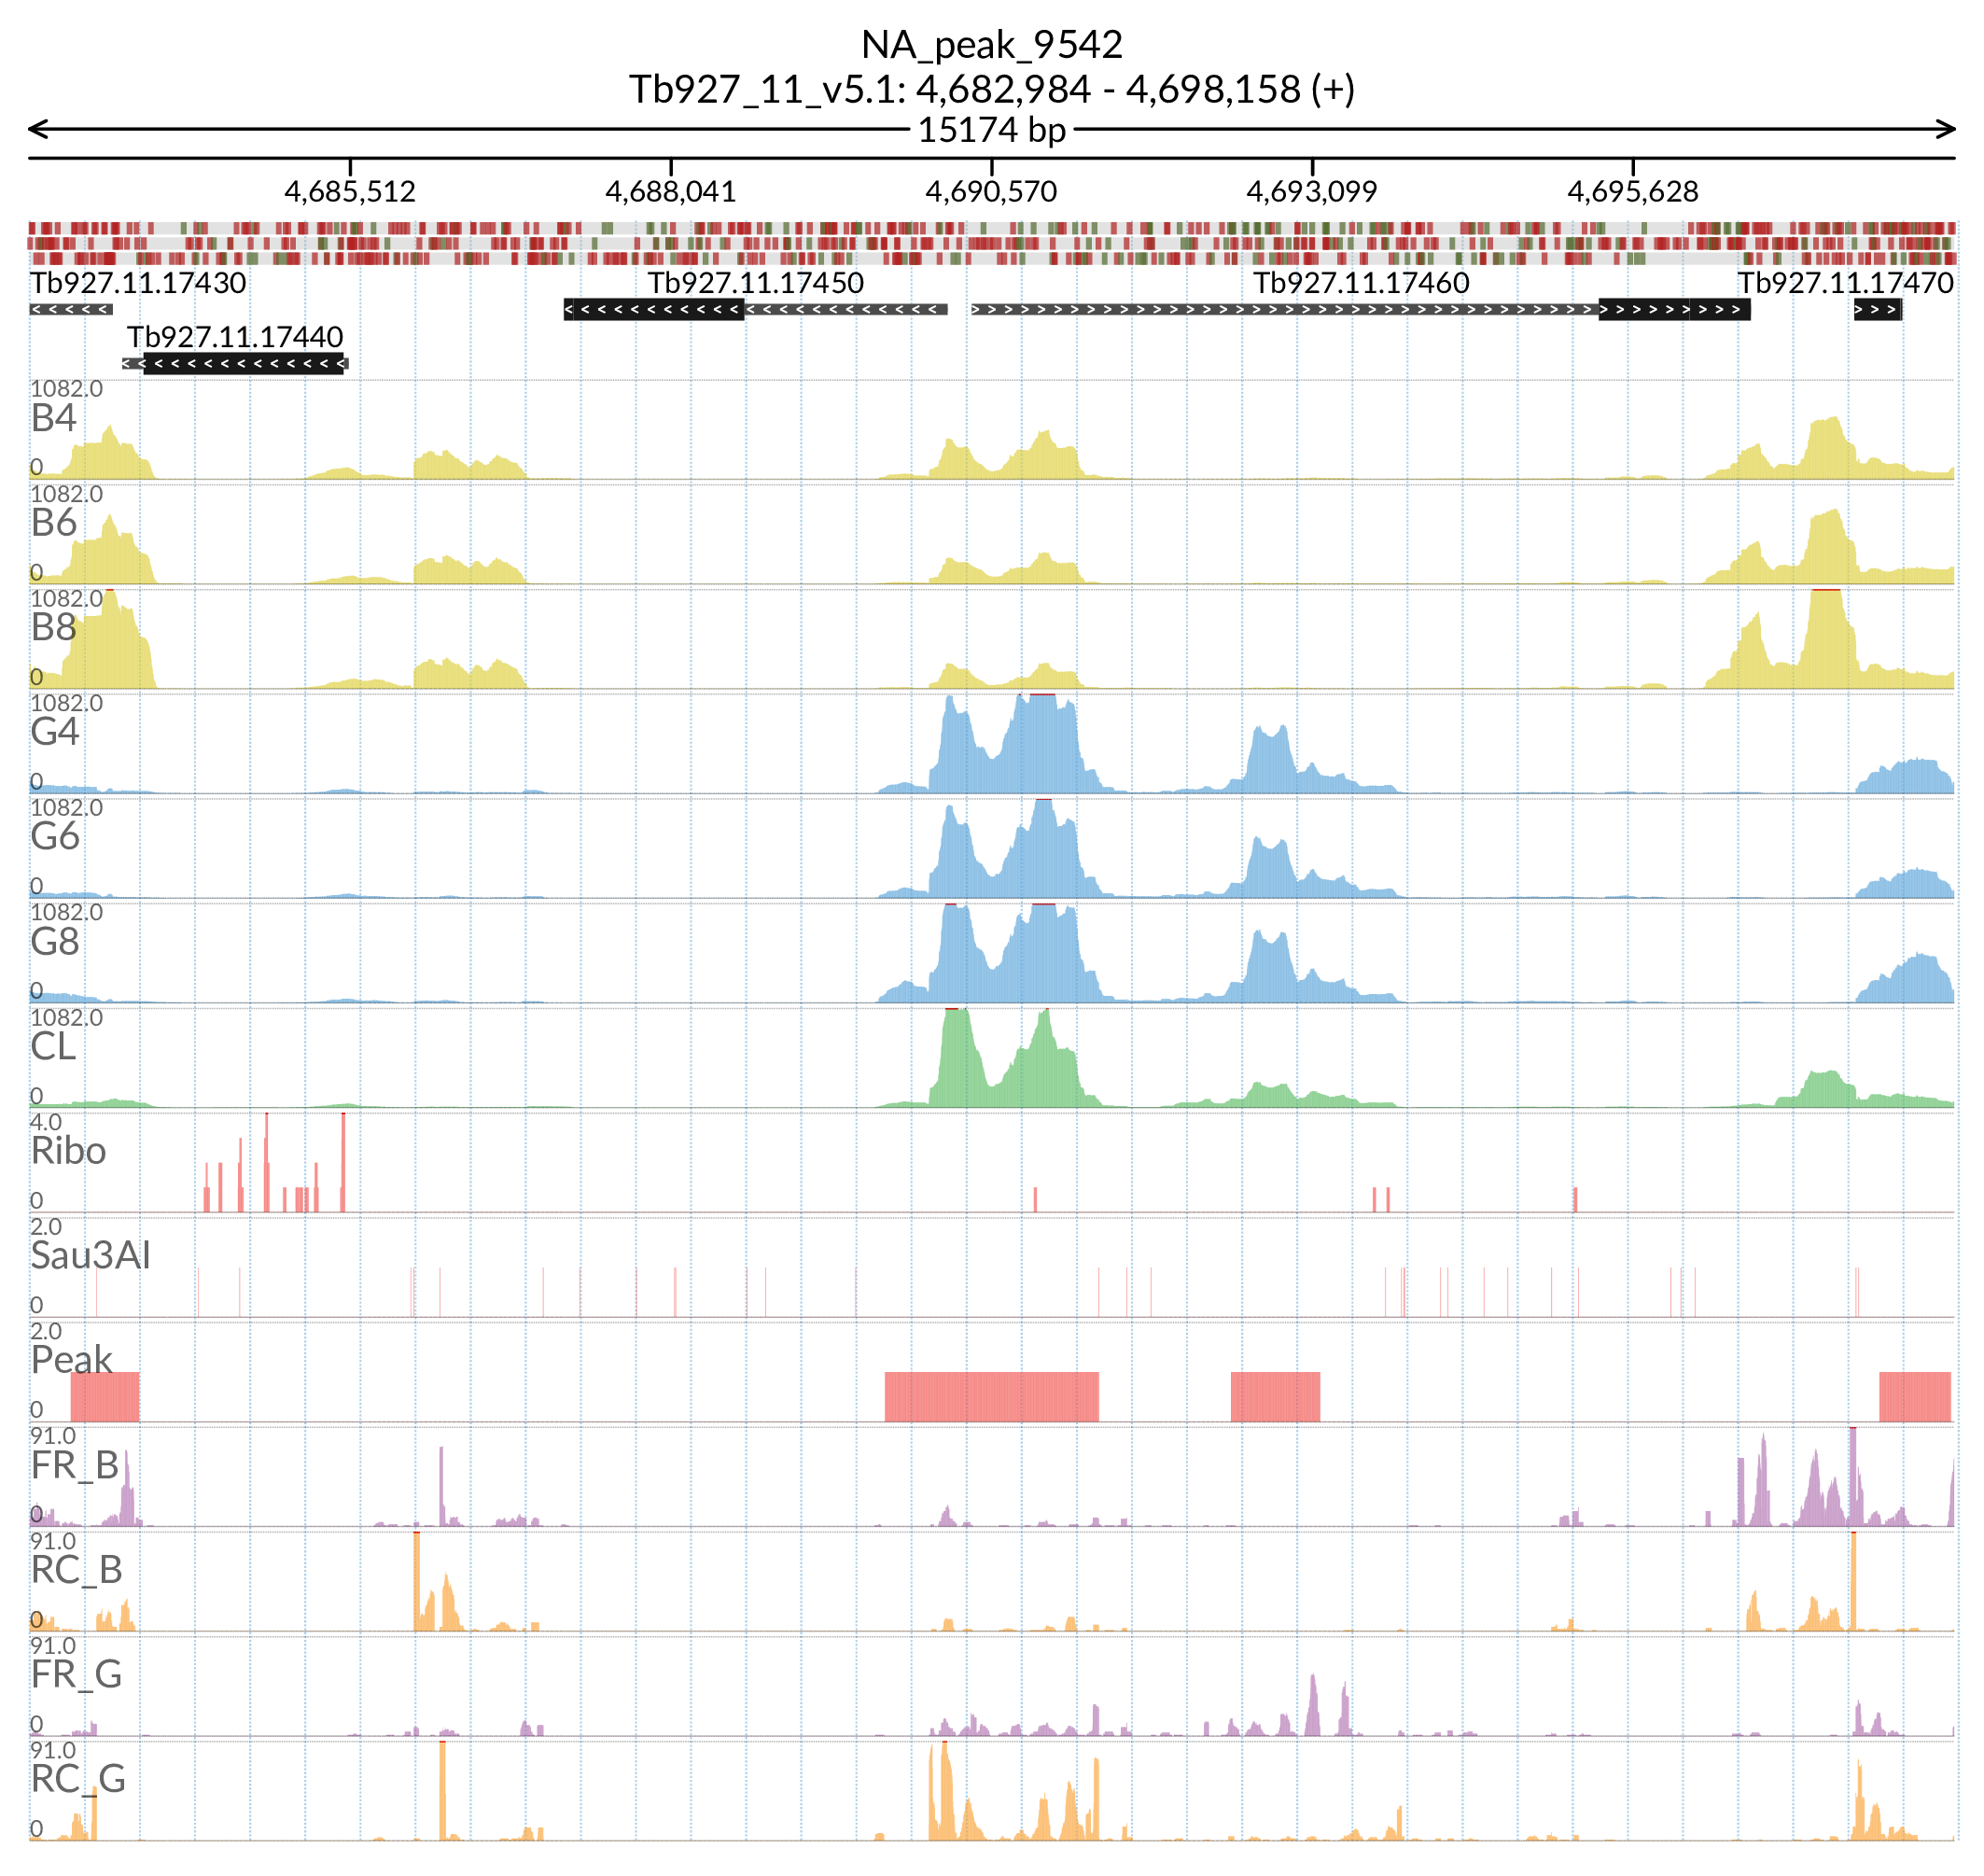 NA_peak_9542
Tb927_11_v5.1: 4,682,984 - 4,698,158 (+)
15174 bp
4,685,512 4,688,041 4,690,570 4,693,099 4,695,628
Tb927.11.17430 Tb927.11.17450 Tb927.11.17460 Tb927.11.17470
Tb927.11.17440
1082.0
B4
0
1082.0
B6
0
1082.0
B8
0
1082.0
G4
0
1082.0
G6
0
1082.0
G8
0
1082.0
CL
0
4.0
Ribo
0
2.0
Sau3AI
0
2.0
Peak
0
91.0
FR_B
0
91.0
RC_B
0
91.0
FR_G
0
91.0
RC_G
0